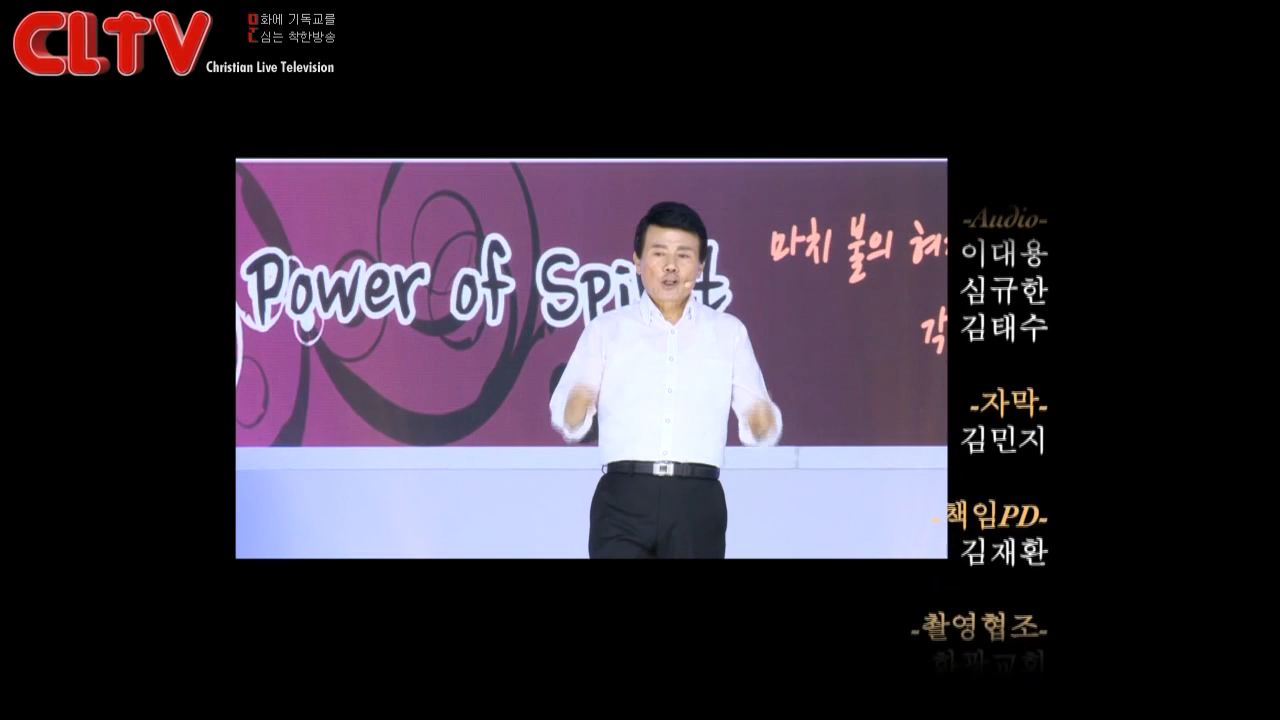 CLTV
문화에 기독교를
심는 착한방송
Christian Live Television
Power of Spirit
마치 불의 혀
각
-Audio-
이대용
심규한
김태수
-자막-
김민지
-책임PD-
김재환
-촬영협조-